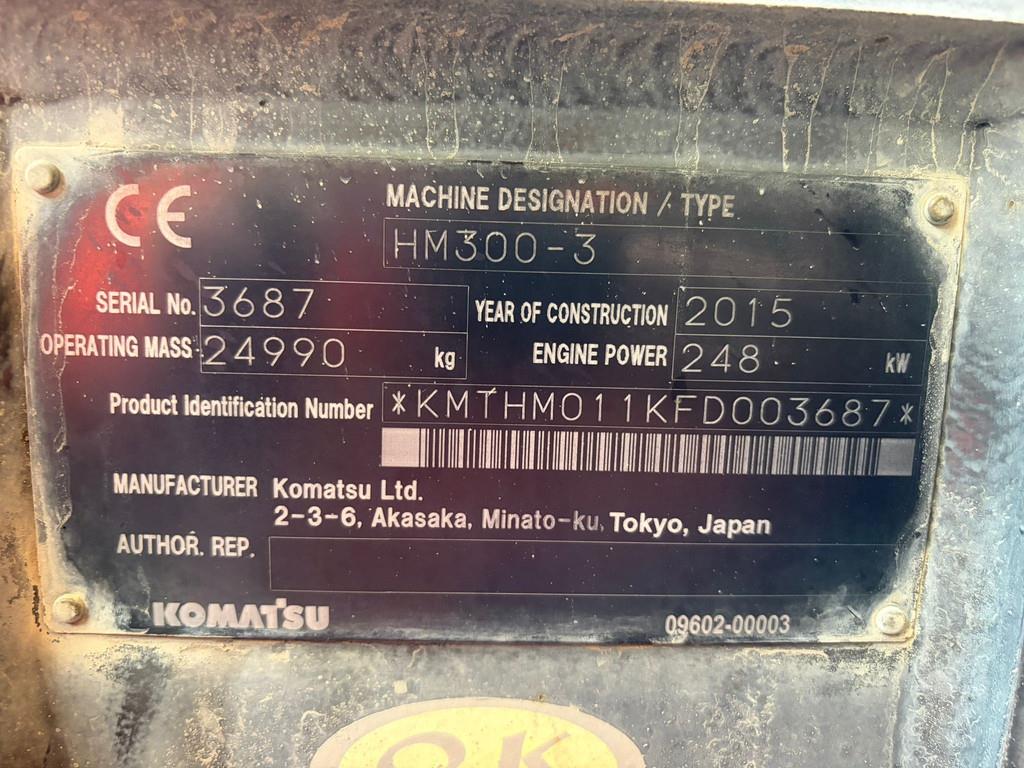 CE
MACHINE DESIGNATION / TYPE
HM300-3
SERIAL No. 3687 YEAR OF CONSTRUCTION 2015
OPERATING MASS 24990 kg ENGINE POWER 248 kW
Product Identification Number *KMTHM011KFD003687*
MANUFACTURER Komatsu Ltd.
2-3-6, Akasaka, Minato-ku, Tokyo, Japan
AUTHOR. REP.
KOMATSU 09602-00003
OK